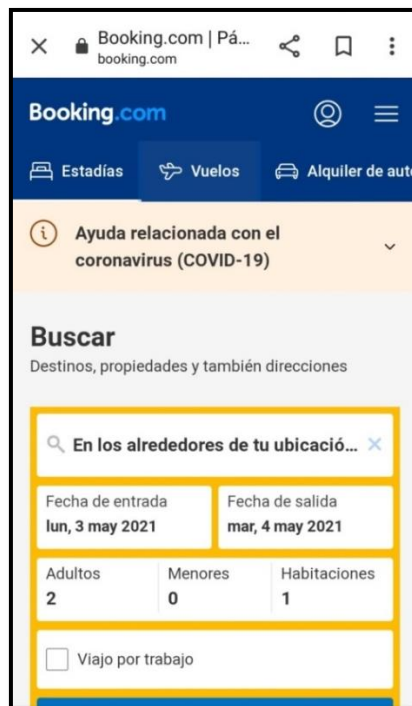 Booking.com | Pá...
booking.com
Booking.com
Estadías Vuelos Alquiler de aut
Ayuda relacionada con el
coronavirus (COVID-19)
Buscar
Destinos, propiedades y también direcciones
En los alrededores de tu ubicació...
Fecha de entrada Fecha de salida
lun, 3 may 2021 mar, 4 may 2021
Adultos Menores Habitaciones
2 0 1
Viajo por trabajo